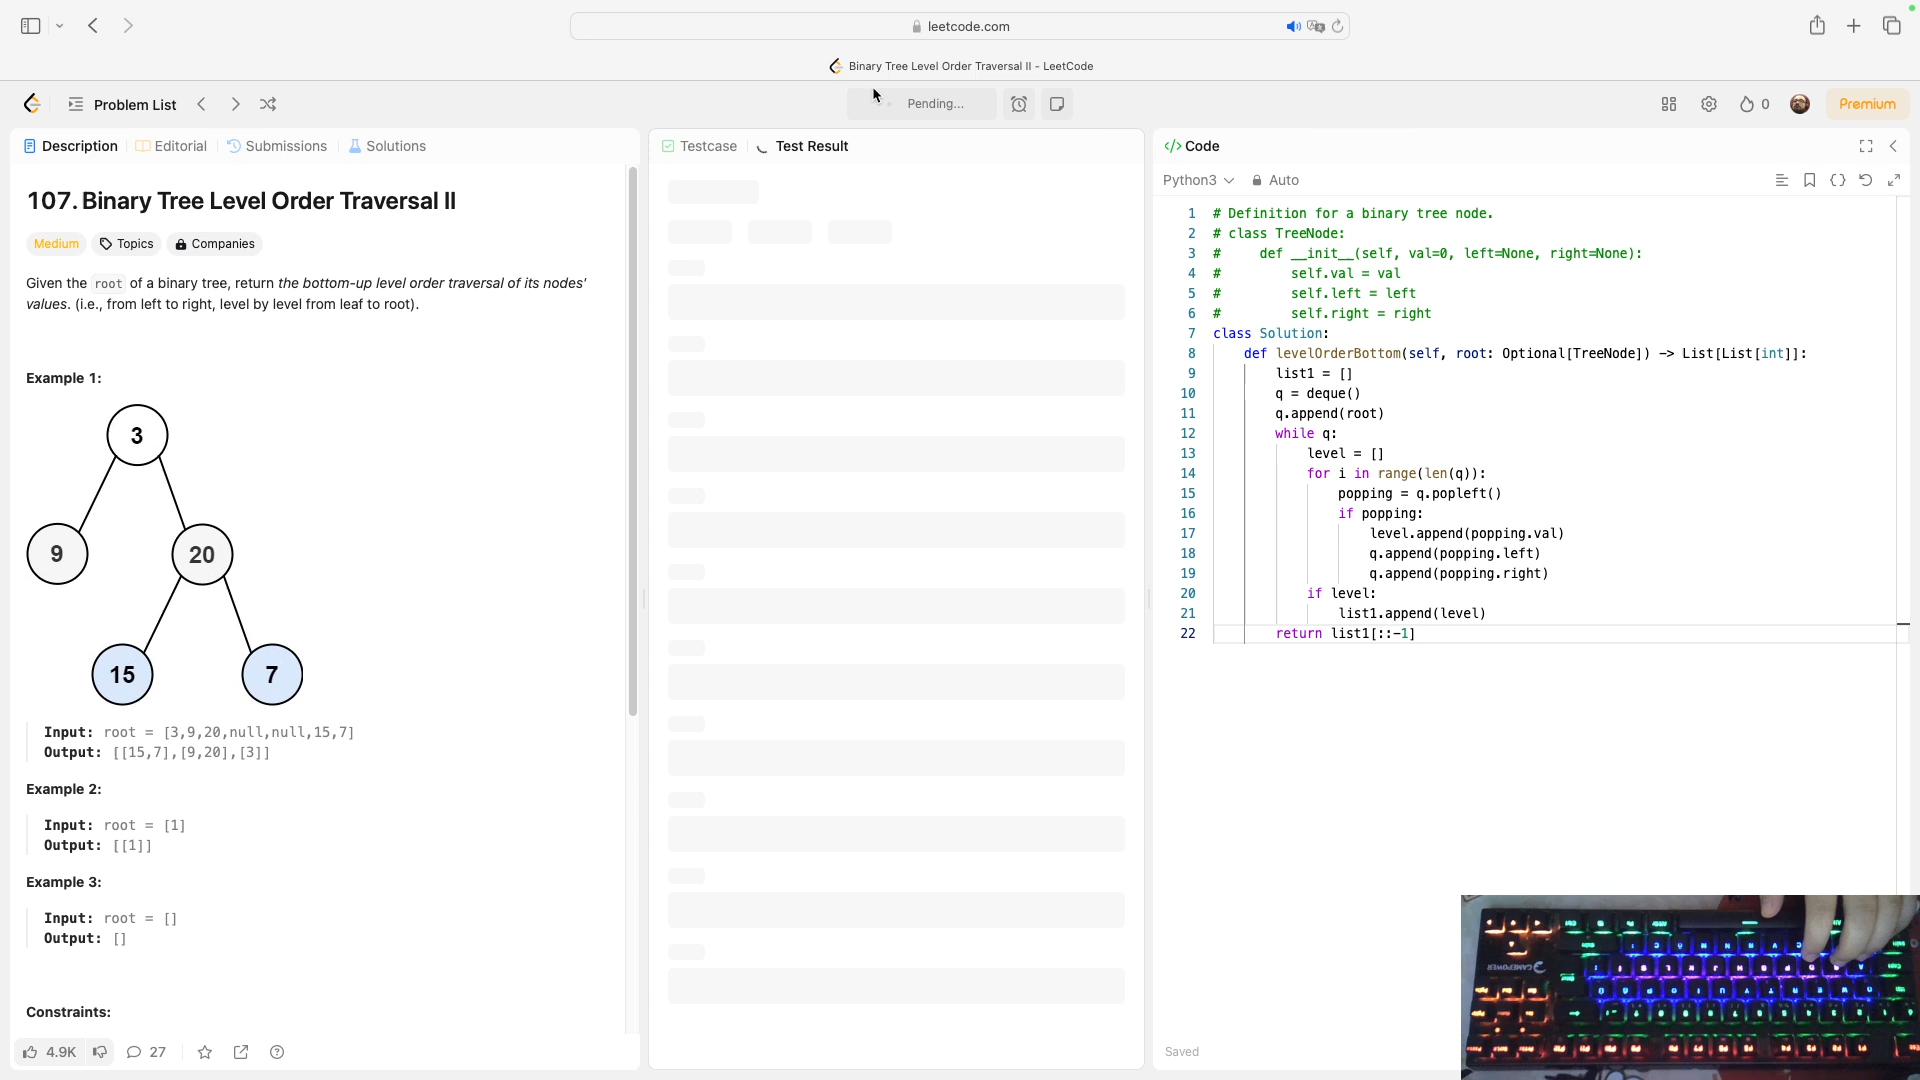 leetcode.com
Binary Tree Level Order Traversal II - LeetCode
Problem List
Pending...
0
Premium
Description
Editorial
Submissions
Solutions
107. Binary Tree Level Order Traversal II
Medium
Topics
Companies
Given the root of a binary tree, return the bottom-up level order traversal of its nodes'
values. (i.e., from left to right, level by level from leaf to root).
Example 1:
3
9
20
15
7
Input: root = [3,9,20,null,null,15,7]
Output: [[15,7],[9,20],[3]]
Example 2:
Input: root = [1]
Output: [[1]]
Example 3:
Input: root = []
Output: []
Constraints:
4.9K
27
Testcase
Test Result
</> Code
Python3
Auto
1 # Definition for a binary tree node.
2 # class TreeNode:
3 #     def __init__(self, val=0, left=None, right=None):
4 #         self.val = val
5 #         self.left = left
6 #         self.right = right
7 class Solution:
8     def levelOrderBottom(self, root: Optional[TreeNode]) -> List[List[int]]:
9         list1 = []
10         q = deque()
11         q.append(root)
12         while q:
13             level = []
14             for i in range(len(q)):
15                 popping = q.popleft()
16                 if popping:
17                     level.append(popping.val)
18                     q.append(popping.left)
19                     q.append(popping.right)
20             if level:
21                 list1.append(level)
22         return list1[::-1]
Saved
GAMEPOWER